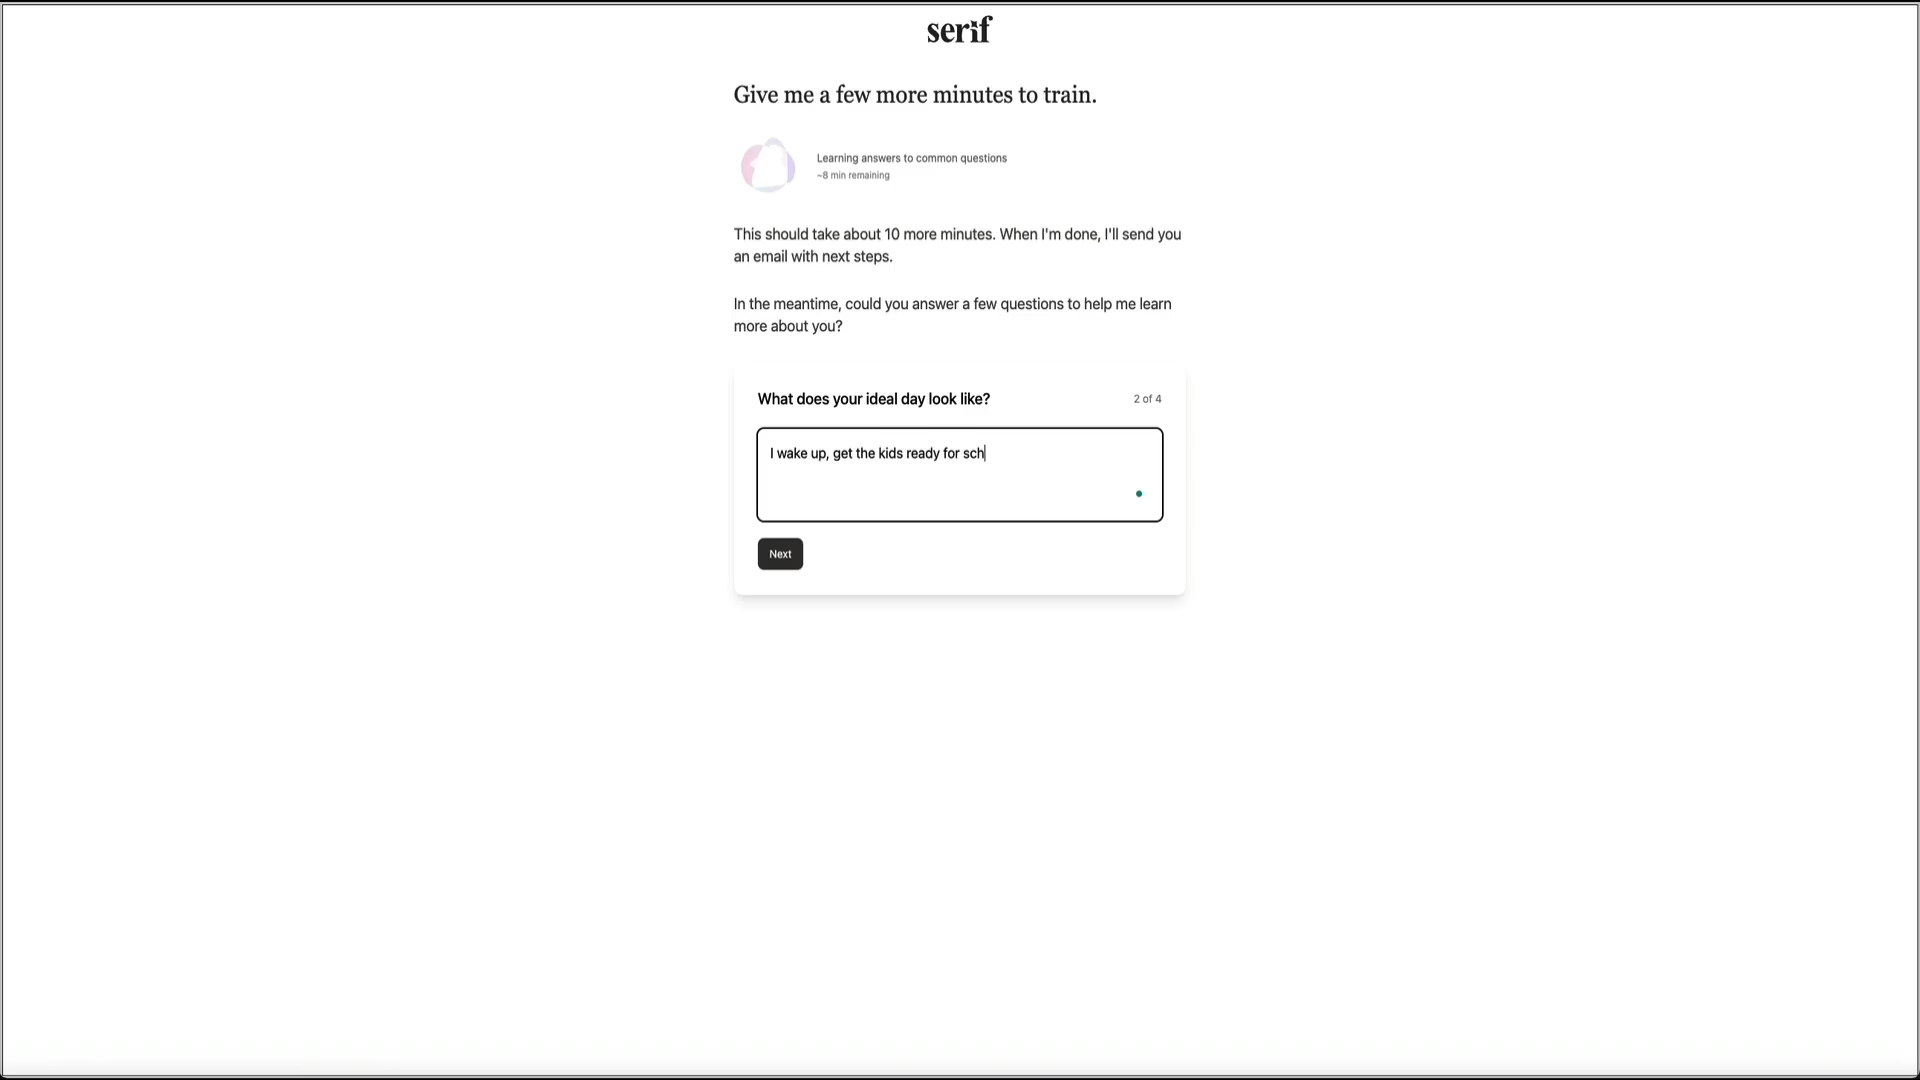 serif
Give me a few more minutes to train.
Learning answers to common questions
~8 min remaining
This should take about 10 more minutes. When I'm done, I'll send you
an email with next steps.
In the meantime, could you answer a few questions to help me learn
more about you?
What does your ideal day look like?
2 of 4
I wake up, get the kids ready for sch
Next